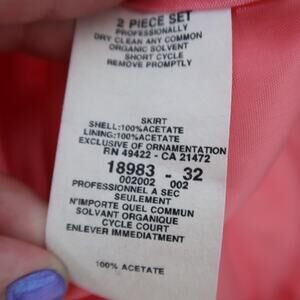 2 PIECE SET
PROFESSIONALLY
DRY CLEAN ANY COMMON
ORGANIC SOLVENT
SHORT CYCLE
REMOVE PROMPTLY
SKIRT
SHELL:100%ACETATE
LINING:100%ACETATE
EXCLUSIVE OF ORNAMENTATION
RN 49422 - CA 21472
18983 - 32
002002 002
PROFESSIONNEL A SEC
SEULEMENT
N'IMPORTE QUEL COMMUN
SOLVANT ORGANIQUE
CYCLE COURT
ENLEVER IMMEDIATMENT
100% ACETATE